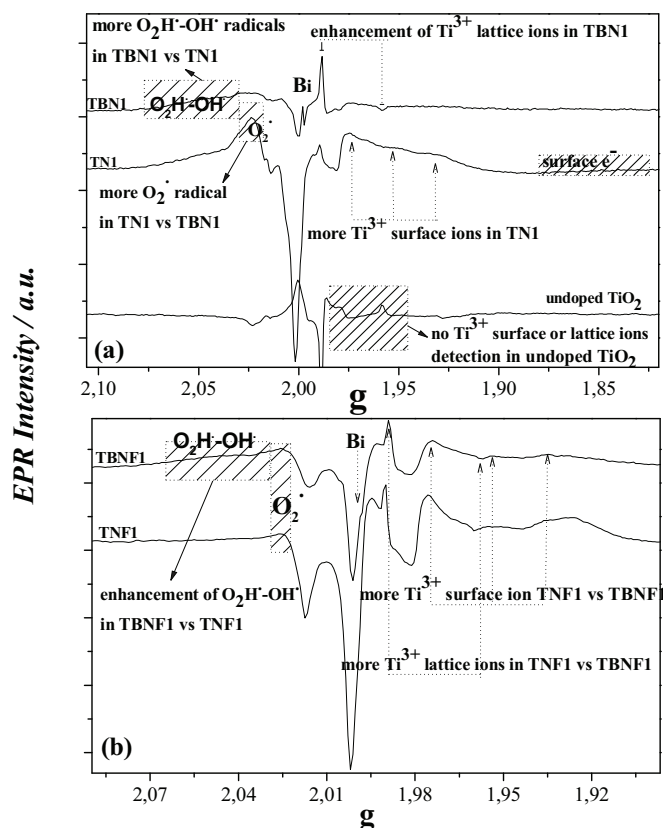 EPR Intensity / a.u.
more O₂H˙-OH˙ radicals
in TBN1 vs TN1
enhancement of Ti³⁺ lattice ions in TBN1
Bi
TBN1
O₂H˙-OH˙
O₂˙
TN1
surface e⁻
more O₂˙ radical
in TN1 vs TBN1
more Ti³⁺ surface ions in TN1
undoped TiO₂
no Ti³⁺
surface or lattice ions
detection in undoped TiO₂
(a)
2,10 2,05 2,00 1,95 1,90 1,85
g
O₂H˙-OH˙
TBNF1
Bi
O₂˙
TNF1
enhancement of O₂H˙-OH˙
in TBNF1 vs TNF1
more Ti³⁺ surface ion TNF1 vs TBNF1
more Ti³⁺ lattice ions in TNF1 vs TBNF1
(b)
2,07 2,04 2,01 1,98 1,95 1,92
g